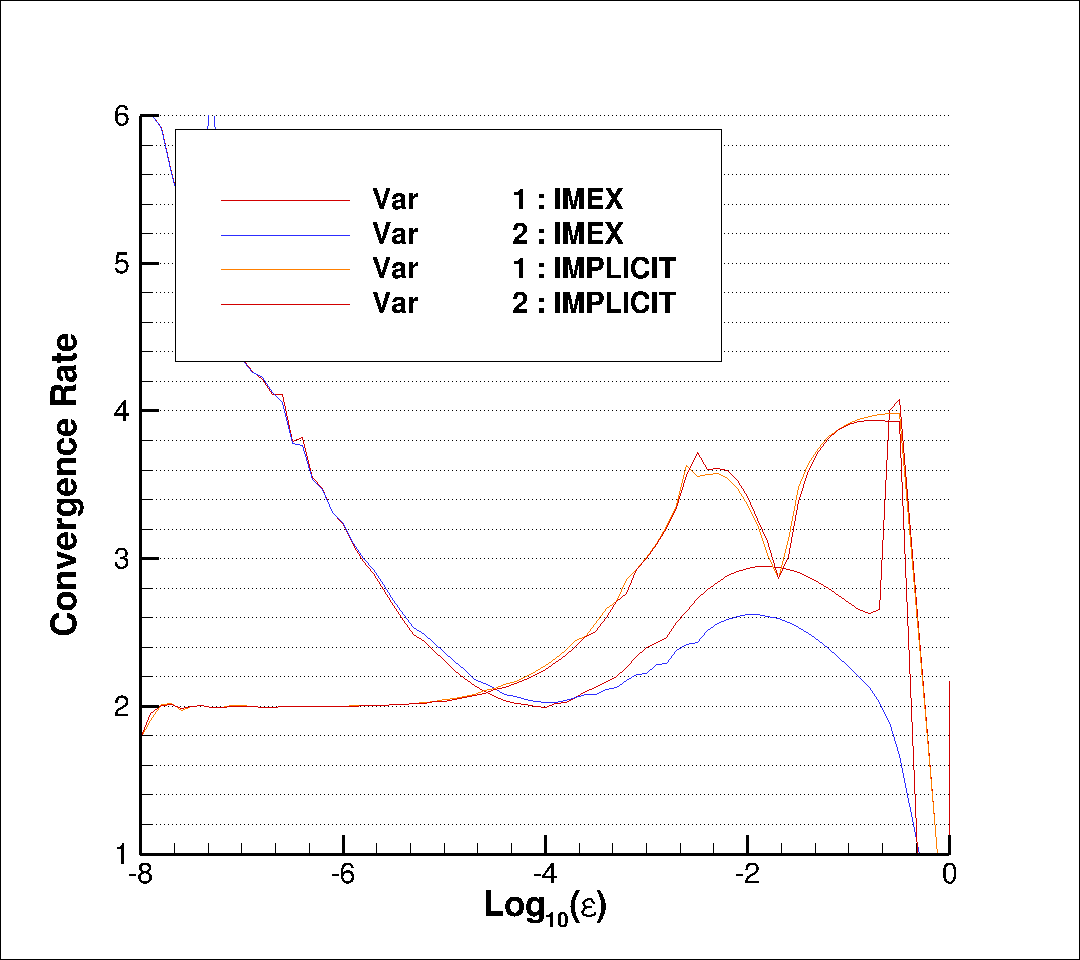 6
Var 1 : IMEX
Var 2 : IMEX
5
Var 1 : IMPLICIT
Var 2 : IMPLICIT
Convergence Rate
4
3
2
1
-8 -6 -4 -2 0
Log₁₀(ε)